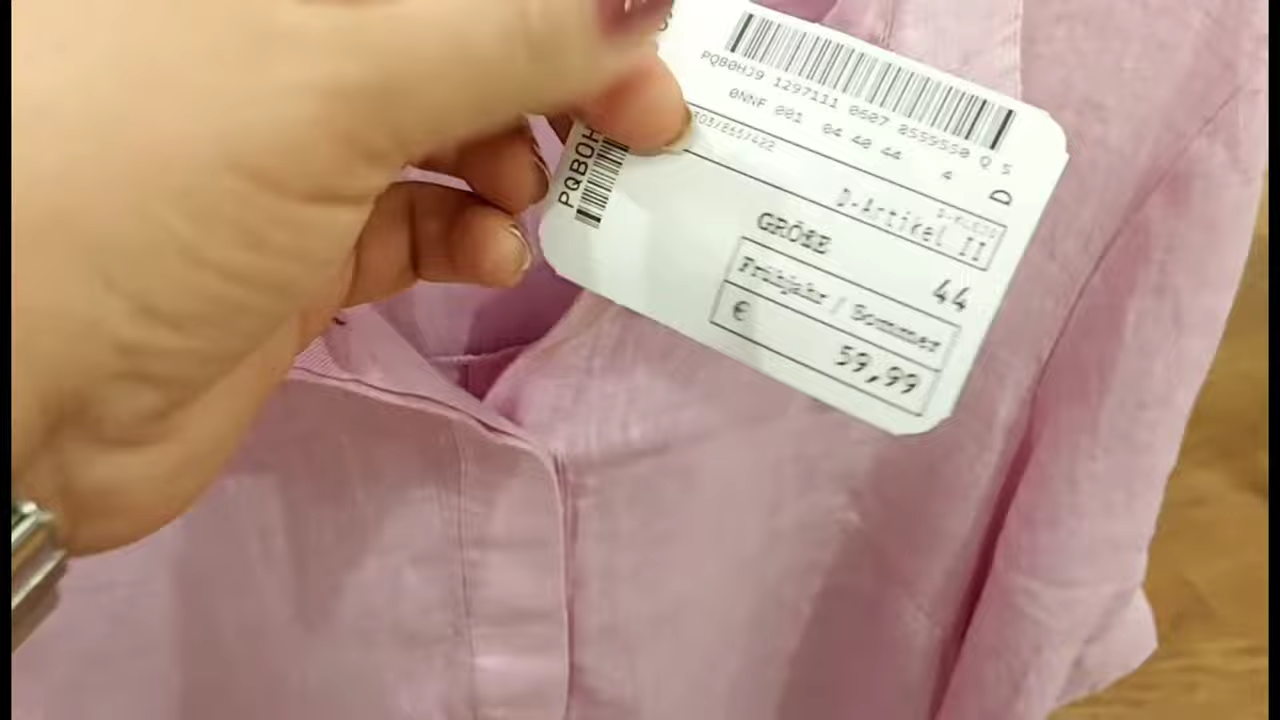 PQB0HJ9 1297111 0607 0559550 Q 5
0NNF 001 04 40 44 4
D
D-Artikel II
GRÖßE
44
Frühjahr / Sommer
€ 59,99
PQB0H